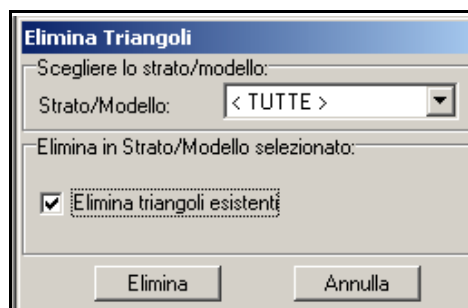 Elimina Triangoli
Scegliere lo strato/modello:
Strato/Modello: < TUTTE >
Elimina in Strato/Modello selezionato:
Elimina triangoli esistenti
Elimina Annulla